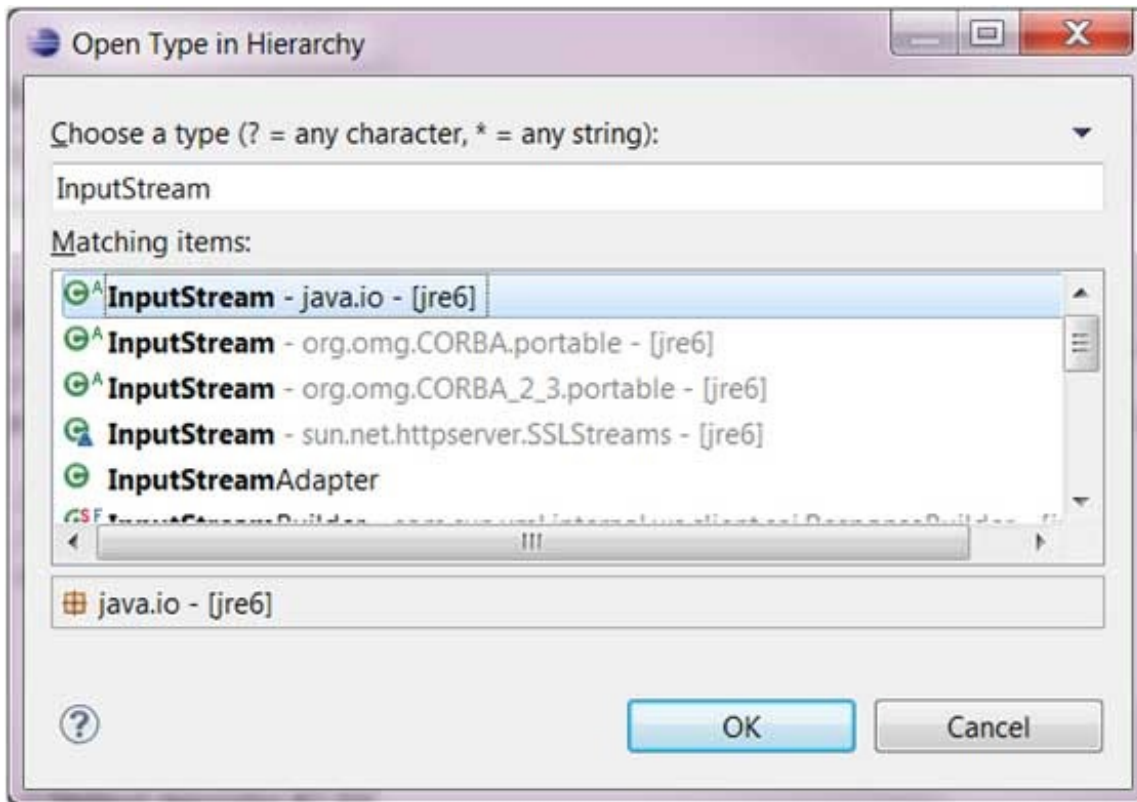 Open Type in Hierarchy
Choose a type (? = any character, * = any string):
InputStream
Matching items:
InputStream - java.io - [jre6]
InputStream - org.omg.CORBA.portable - [jre6]
InputStream - org.omg.CORBA_2_3.portable - [jre6]
InputStream - sun.net.httpserver.SSLStreams - [jre6]
InputStreamAdapter
java.io - [jre6]
OK
Cancel